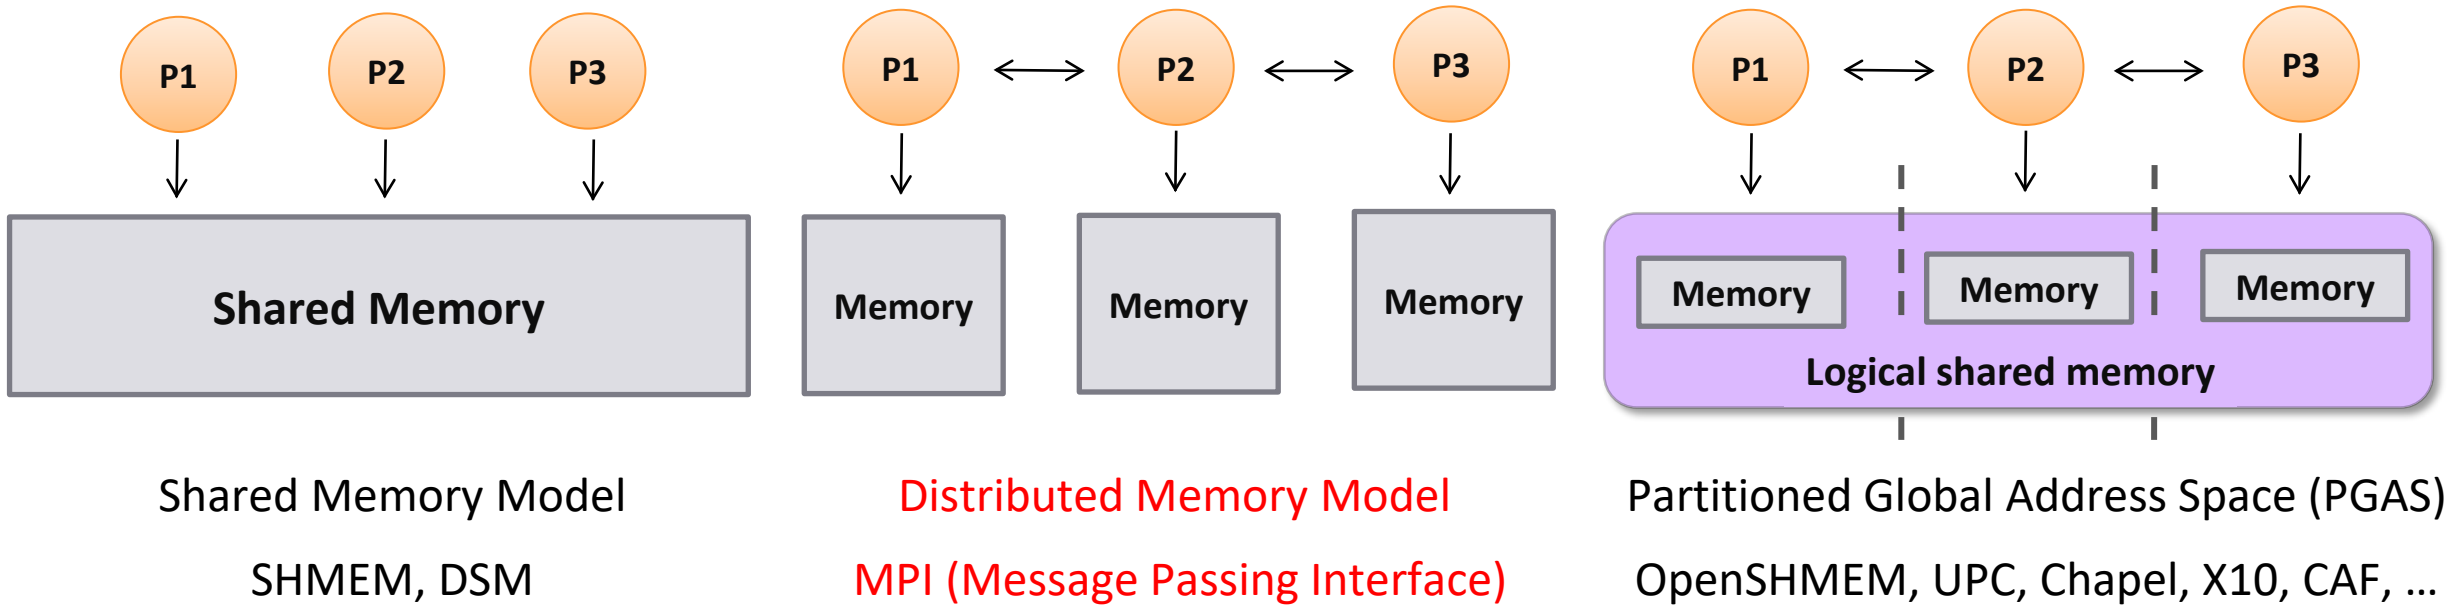 P1
P2
P3
Shared Memory
Shared Memory Model
SHMEM, DSM
P1
P2
P3
Memory
Memory
Memory
Distributed Memory Model
MPI (Message Passing Interface)
P1
P2
P3
Memory
Memory
Memory
Logical shared memory
Partitioned Global Address Space (PGAS)
OpenSHMEM, UPC, Chapel, X10, CAF, …